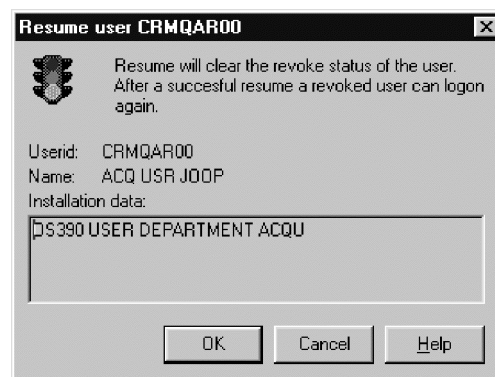 Resume user CRMQAR00
Resume will clear the revoke status of the user.
After a succesful resume a revoked user can logon
again.
Userid: CRMQAR00
Name: ACQ USR JOOP
Installation data:
OS390 USER DEPARTMENT ACQU
OK Cancel Help